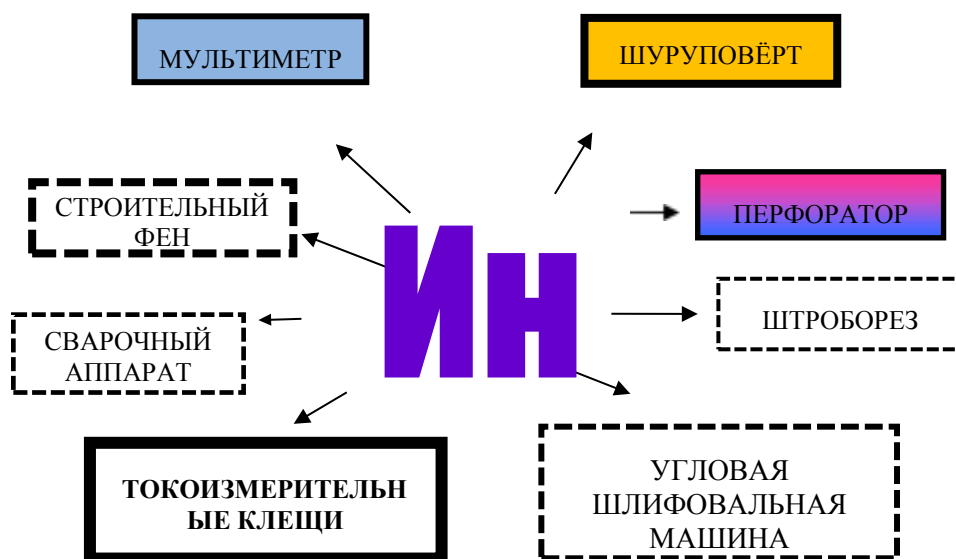 МУЛЬТИМЕТР
ШУРУПОВЁРТ
СТРОИТЕЛЬНЫЙ
ФЕН
ПЕРФОРАТОР
Ин
СВАРОЧНЫЙ
АППАРАТ
ШТРОБОРЕЗ
ТОКОИЗМЕРИТЕЛЬН
ЫЕ КЛЕЩИ
УГЛОВАЯ
ШЛИФОВАЛЬНАЯ
МАШИНА